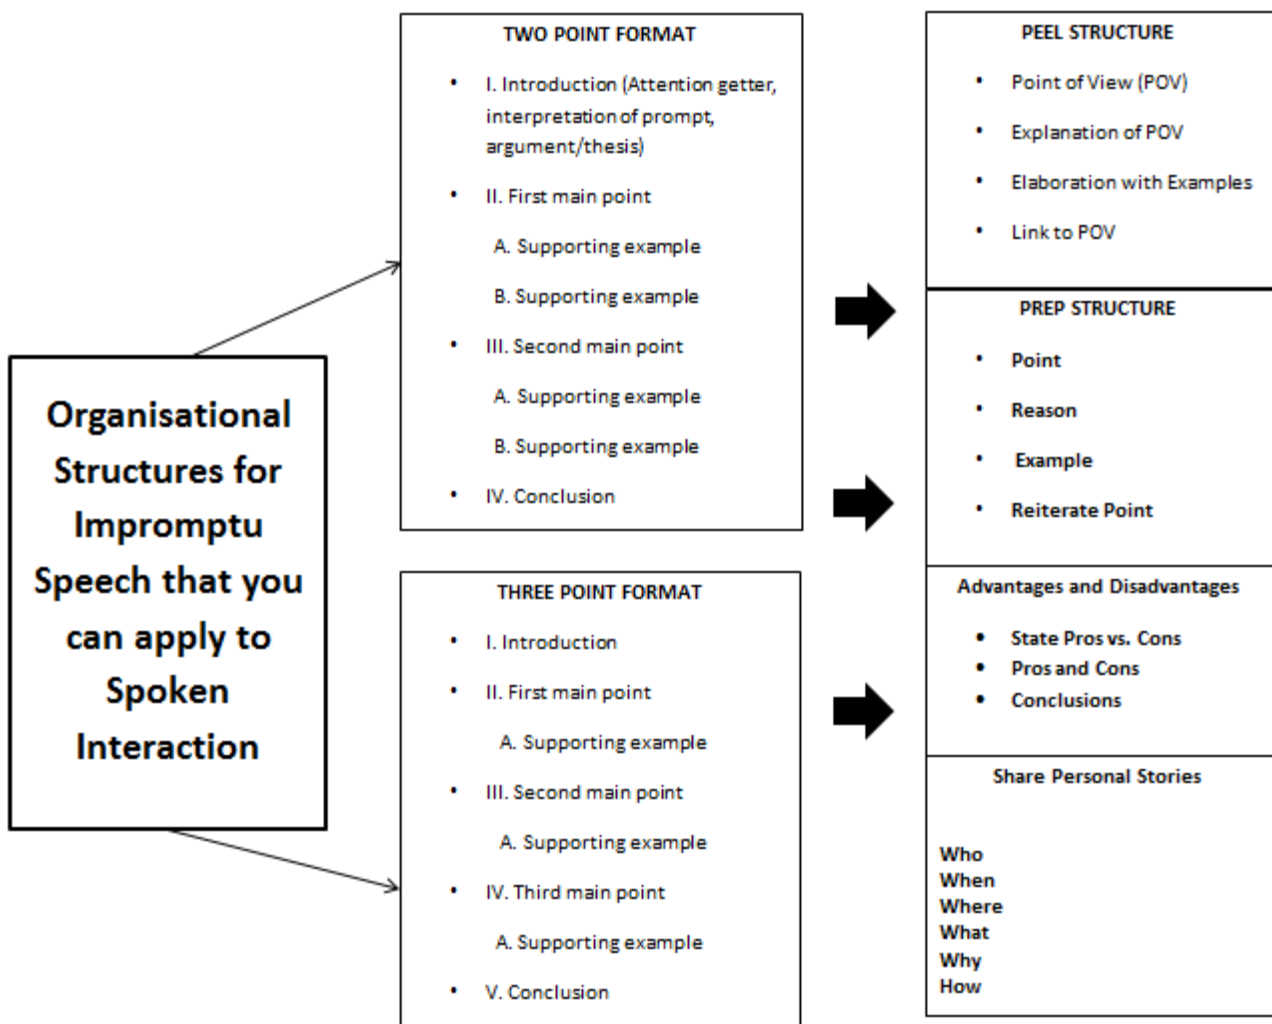 Organisational
Structures for
Impromptu
Speech that you
can apply to
Spoken
Interaction
TWO POINT FORMAT
• I. Introduction (Attention getter,
interpretation of prompt,
argument/thesis)
• II. First main point
A. Supporting example
B. Supporting example
• III. Second main point
A. Supporting example
B. Supporting example
• IV. Conclusion
THREE POINT FORMAT
• I. Introduction
• II. First main point
A. Supporting example
• III. Second main point
A. Supporting example
• IV. Third main point
A. Supporting example
• V. Conclusion
PEEL STRUCTURE
• Point of View (POV)
• Explanation of POV
• Elaboration with Examples
• Link to POV
PREP STRUCTURE
• Point
• Reason
• Example
• Reiterate Point
Advantages and Disadvantages
• State Pros vs. Cons
• Pros and Cons
• Conclusions
Share Personal Stories
Who
When
Where
What
Why
How